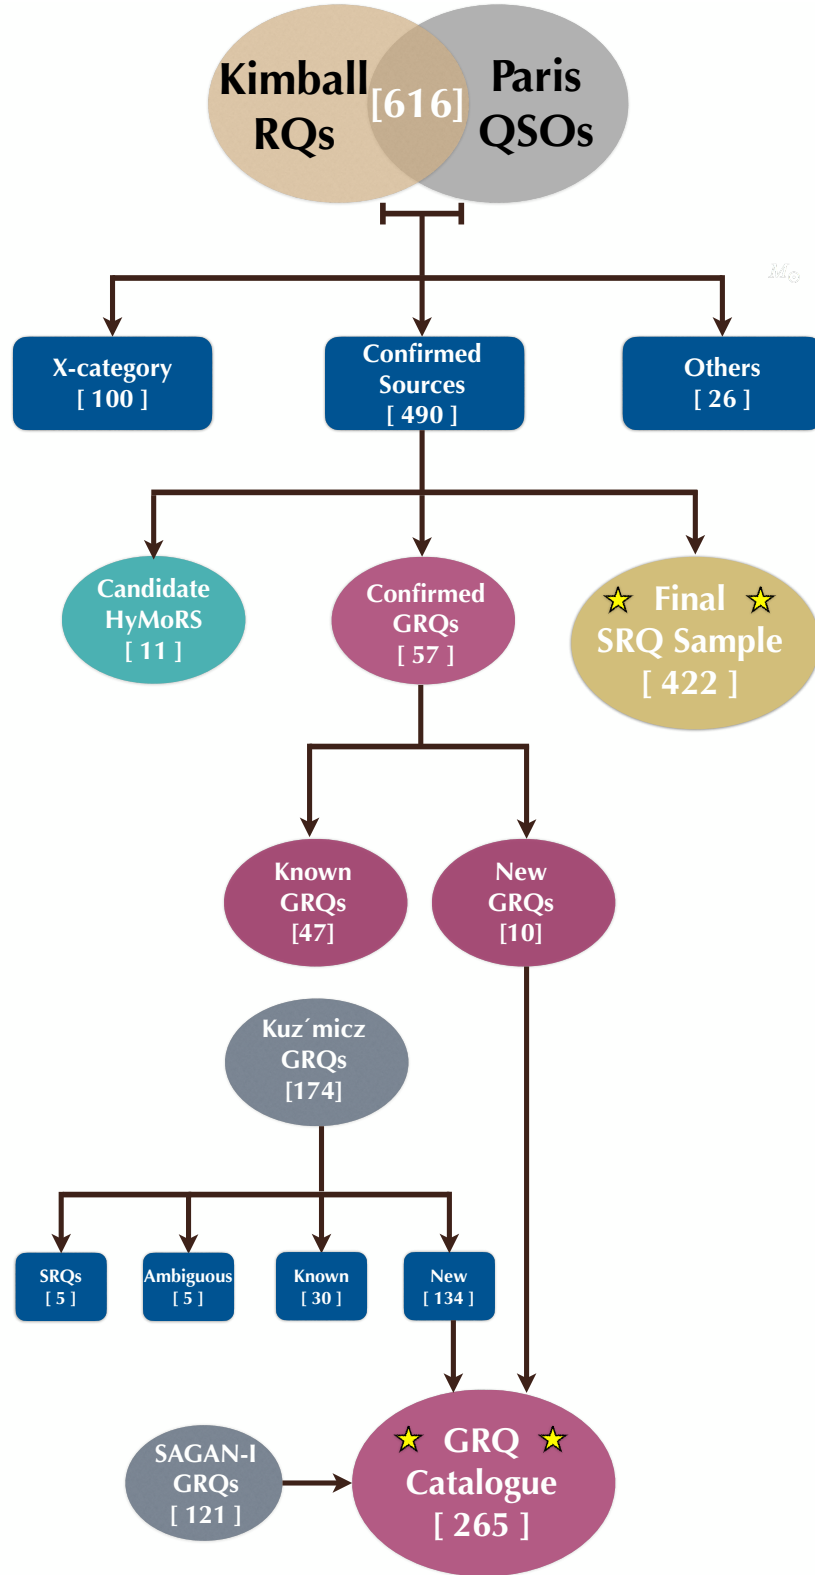 Kimball
RQs
[616]
Paris
QSOs
M⊙
X-category
[ 100 ]
Confirmed
Sources
[ 490 ]
Others
[ 26 ]
Candidate
HyMoRS
[ 11 ]
Confirmed
GRQs
[ 57 ]
Final
SRQ Sample
[ 422 ]
Known
GRQs
[47]
New
GRQs
[10]
Kuz´micz
GRQs
[174]
SRQs
[ 5 ]
Ambiguous
[ 5 ]
Known
[ 30 ]
New
[ 134 ]
SAGAN-I
GRQs
[ 121 ]
GRQ
Catalogue
[ 265 ]